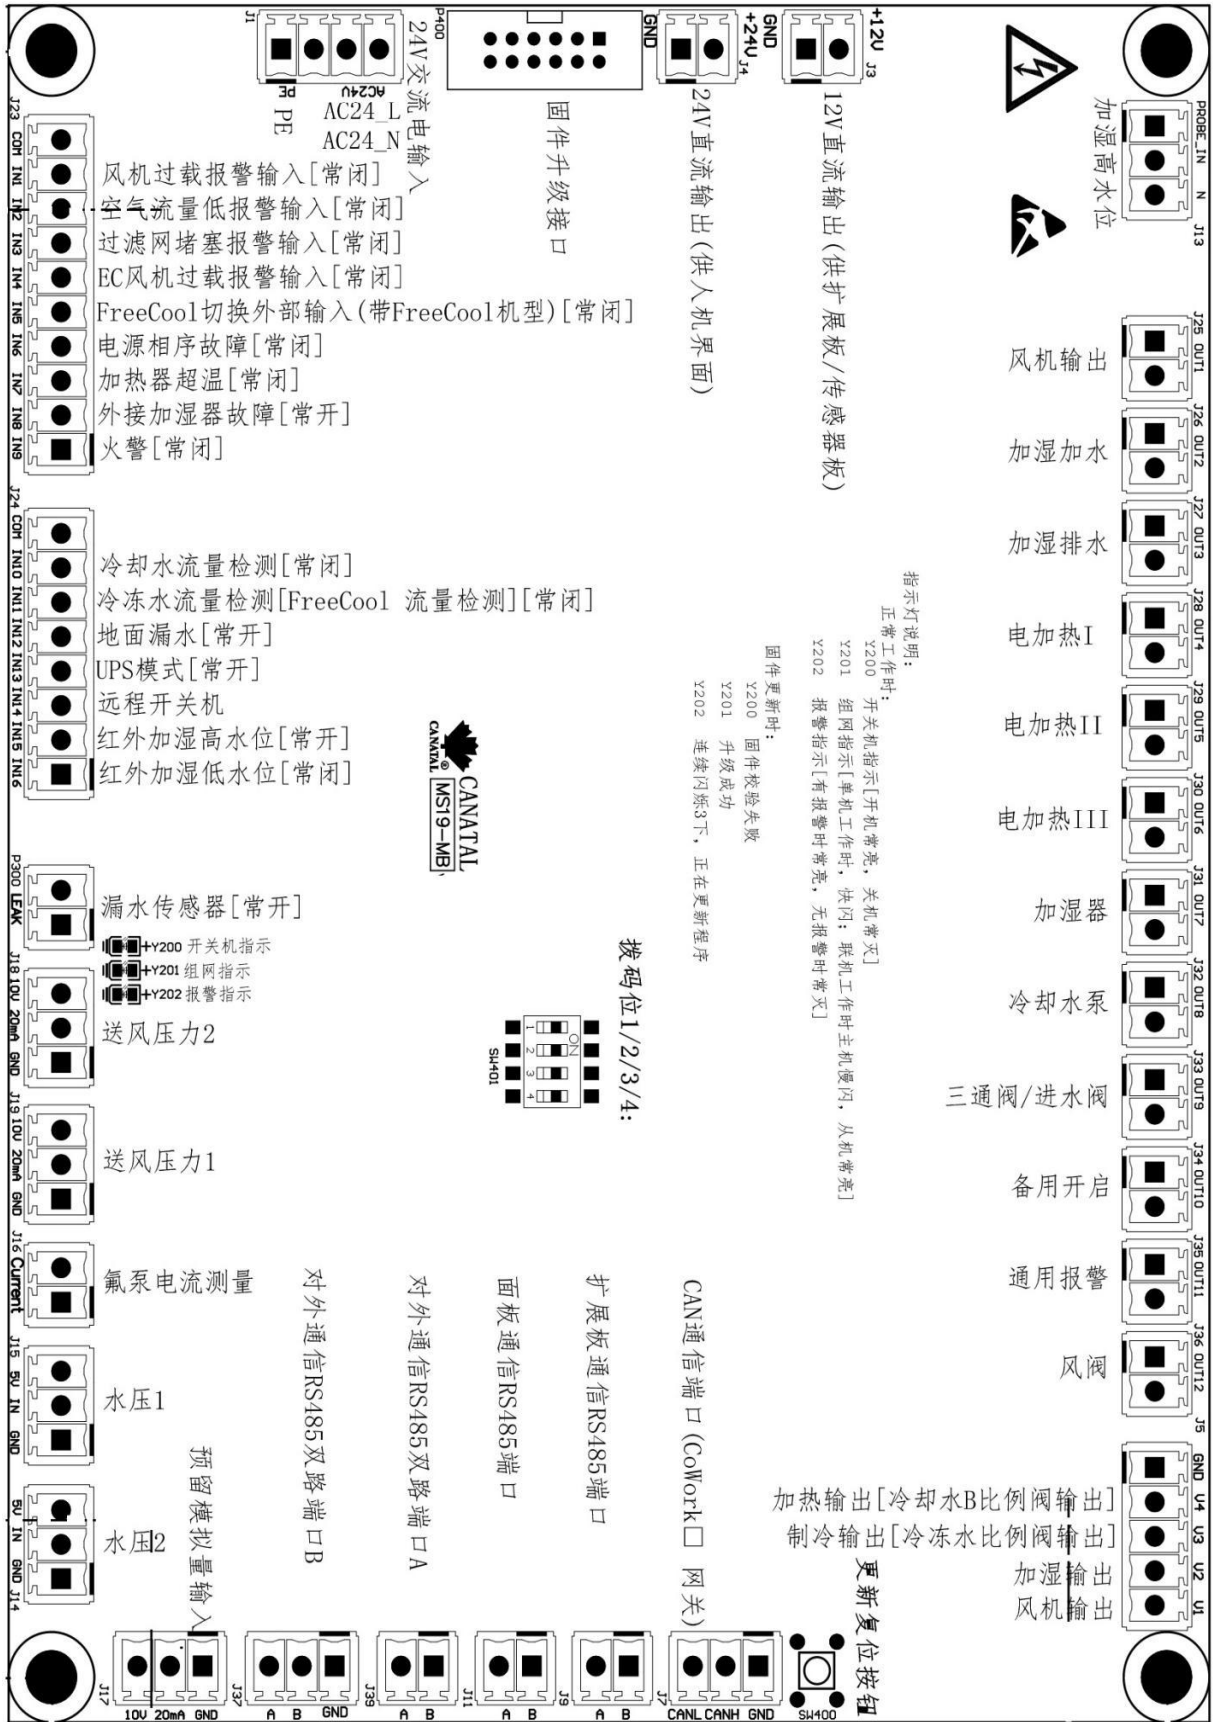 J1
PE
AC24V
PE
AC24_L
AC24_N
24V交流电输入
P400
固件升级接口
GND
+24V
J4
24V直流输出(供人机界面)
GND
+12V
J3
12V直流输出(供扩展板/传感器板)
PROBE_IN
N
J13
加湿高水位
J23
COM
IN1
IN2
IN3
IN4
IN5
IN6
IN7
IN8
IN9
风机过载报警输入[常闭]
空气流量低报警输入[常闭]
过滤网堵塞报警输入[常闭]
EC风机过载报警输入[常闭]
FreeCool切换外部输入(带FreeCool机型)[常闭]
电源相序故障[常闭]
加热器超温[常闭]
外接加湿器故障[常开]
火警[常闭]
J24
COM
IN10
IN11
IN12
IN13
IN14
IN15
IN16
冷却水流量检测[常闭]
冷冻水流量检测[FreeCool 流量检测][常闭]
地面漏水[常开]
UPS模式[常开]
远程开关机
红外加湿高水位[常开]
红外加湿低水位[常闭]
P300 LEAK
漏水传感器[常开]
+Y200 开关机指示
+Y201 组网指示
+Y202 报警指示
J18 10V 20mA GND
送风压力2
J19 10V 20mA GND
送风压力1
J16 Current
氟泵电流测量
J15 5V IN GND
水压1
5V IN GND J14
水压2
CANATAL ®
CANATAL
MS19-MB
指示灯说明:
正常工作时:
Y200 开关机指示[开机常亮, 关机常灭]
Y201 组网指示[单机工作时, 快闪; 联机工作时主机慢闪, 从机常亮]
Y202 报警指示[有报警时常亮, 无报警时常灭]
固件更新时:
Y200 固件校验失败
Y201 升级成功
Y202 连续闪烁3下, 正在更新程序
拨码位1/2/3/4:
ON
1
2
3
4
SW401
J25 OUT1
风机输出
J26 OUT2
加湿加水
J27 OUT3
加湿排水
J28 OUT4
电加热I
J29 OUT5
电加热II
J30 OUT6
电加热III
J31 OUT7
加湿器
J32 OUT8
冷却水泵
J33 OUT9
三通阀/进水阀
J34 OUT10
备用开启
J35 OUT11
通用报警
J36 OUT12
风阀
J5
GND
V4
V3
V2
V1
加热输出[冷却水B比例阀输出]
制冷输出[冷冻水比例阀输出]
加湿输出
风机输出
预留模拟量输入
J17
10V 20mA GND
对外通信RS485双路端口B
J37
A B GND
对外通信RS485双路端口A
J39
A B
面板通信RS485端口
J11
A B
扩展板通信RS485端口
J9
A B
CAN通信端口(CoWork□ 网关)
J7
CANL CANH GND
更新复位按钮
SW400